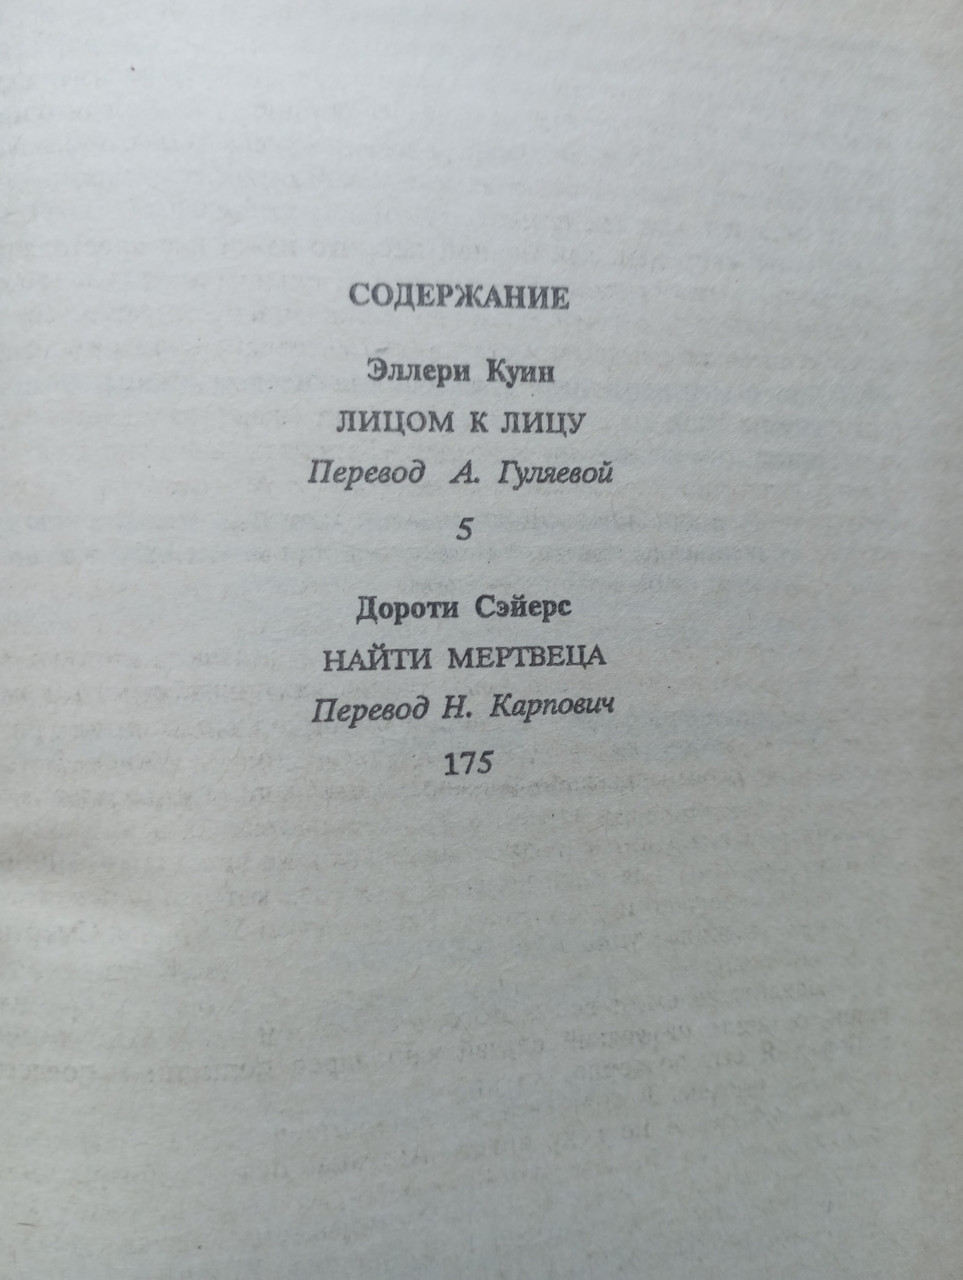 СОДЕРЖАНИЕ
Эллери Куин
ЛИЦОМ К ЛИЦУ
Перевод А. Гуляевой
5
Дороти Сэйерс
НАЙТИ МЕРТВЕЦА
Перевод Н. Карпович
175